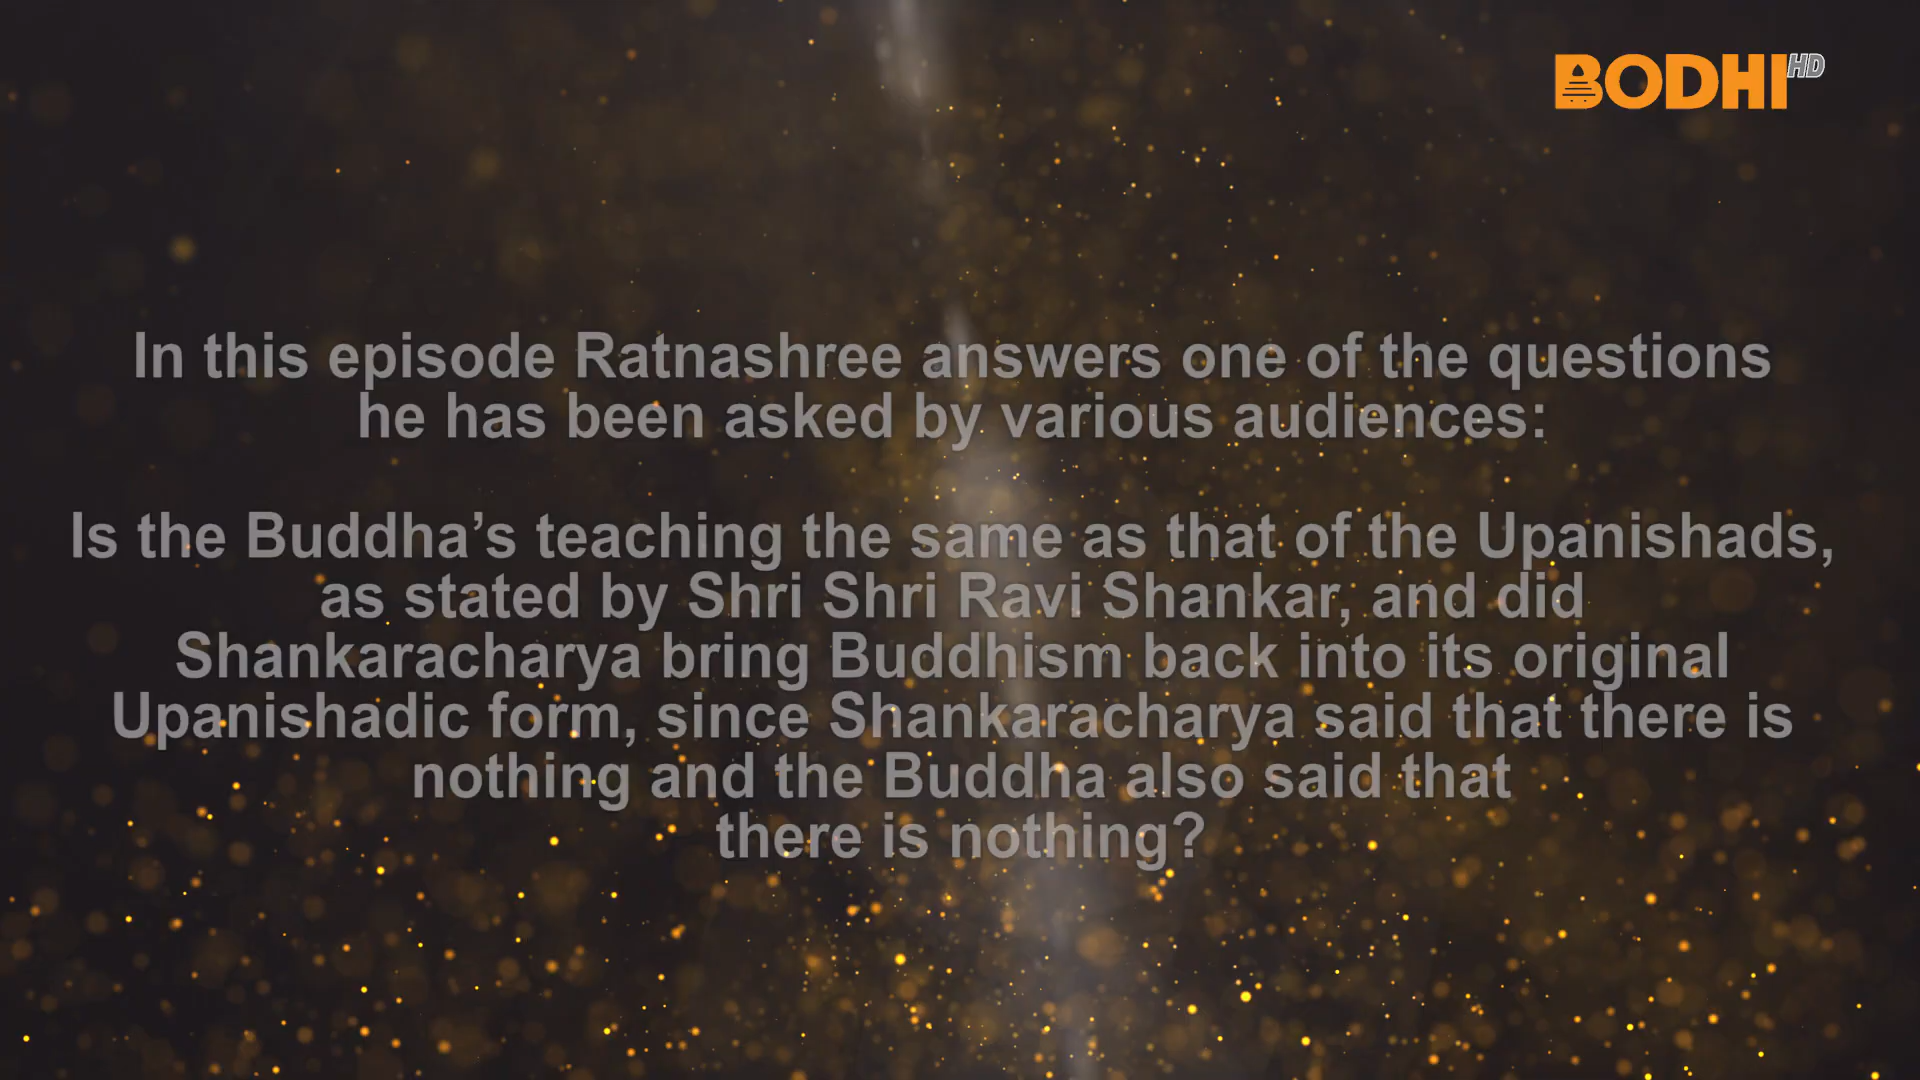 BODHI HD
In this episode Ratnashree answers one of the questions
he has been asked by various audiences:
Is the Buddha’s teaching the same as that of the Upanishads,
as stated by Shri Shri Ravi Shankar, and did
Shankaracharya bring Buddhism back into its original
Upanishadic form, since Shankaracharya said that there is
nothing and the Buddha also said that
there is nothing?